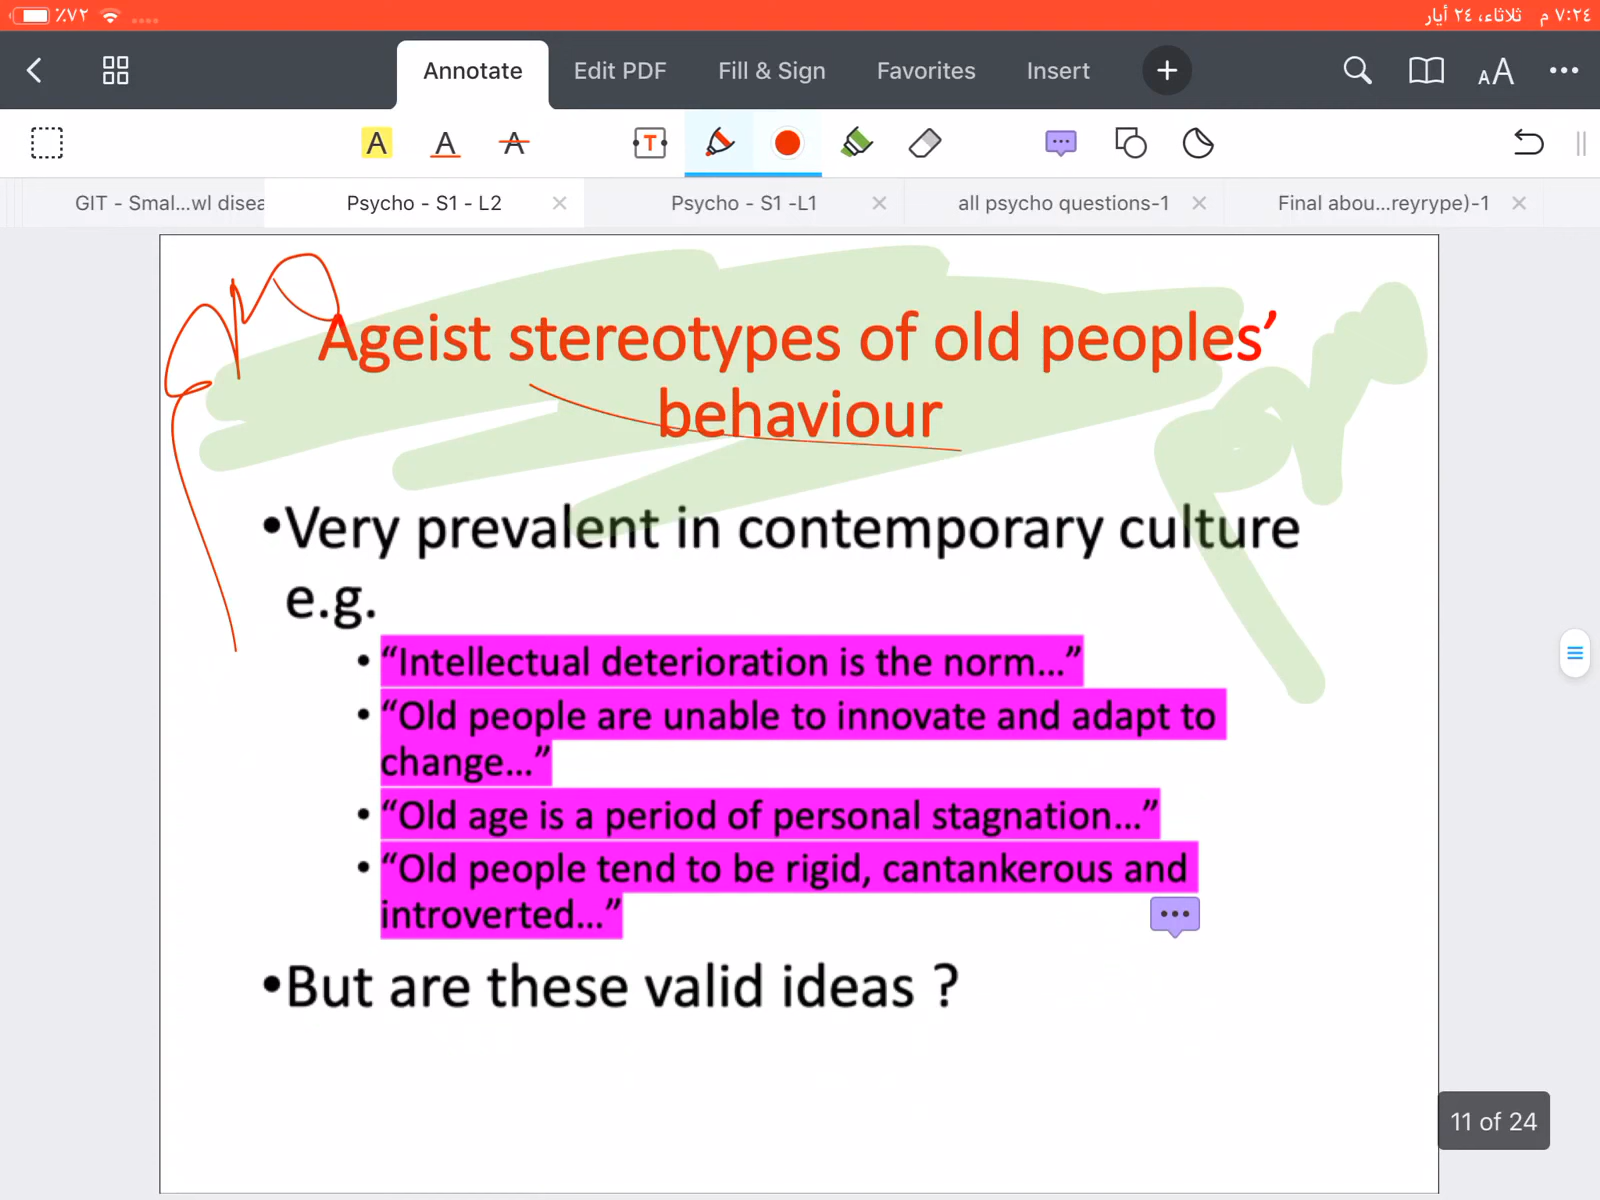 ٪٧٢ ٧:٢٤ م ثلاثاء، ٢٤ أيار
Annotate Edit PDF Fill & Sign Favorites Insert
A A A T AA
GIT - Smal...wl disea Psycho - S1 - L2 Psycho - S1 -L1 all psycho questions-1 Final abou...reyrype)-1
Ageist stereotypes of old peoples’
behaviour
•Very prevalent in contemporary culture
e.g.
• “Intellectual deterioration is the norm...”
• “Old people are unable to innovate and adapt to
change...”
• “Old age is a period of personal stagnation...”
• “Old people tend to be rigid, cantankerous and
introverted...”
•But are these valid ideas ?
11 of 24